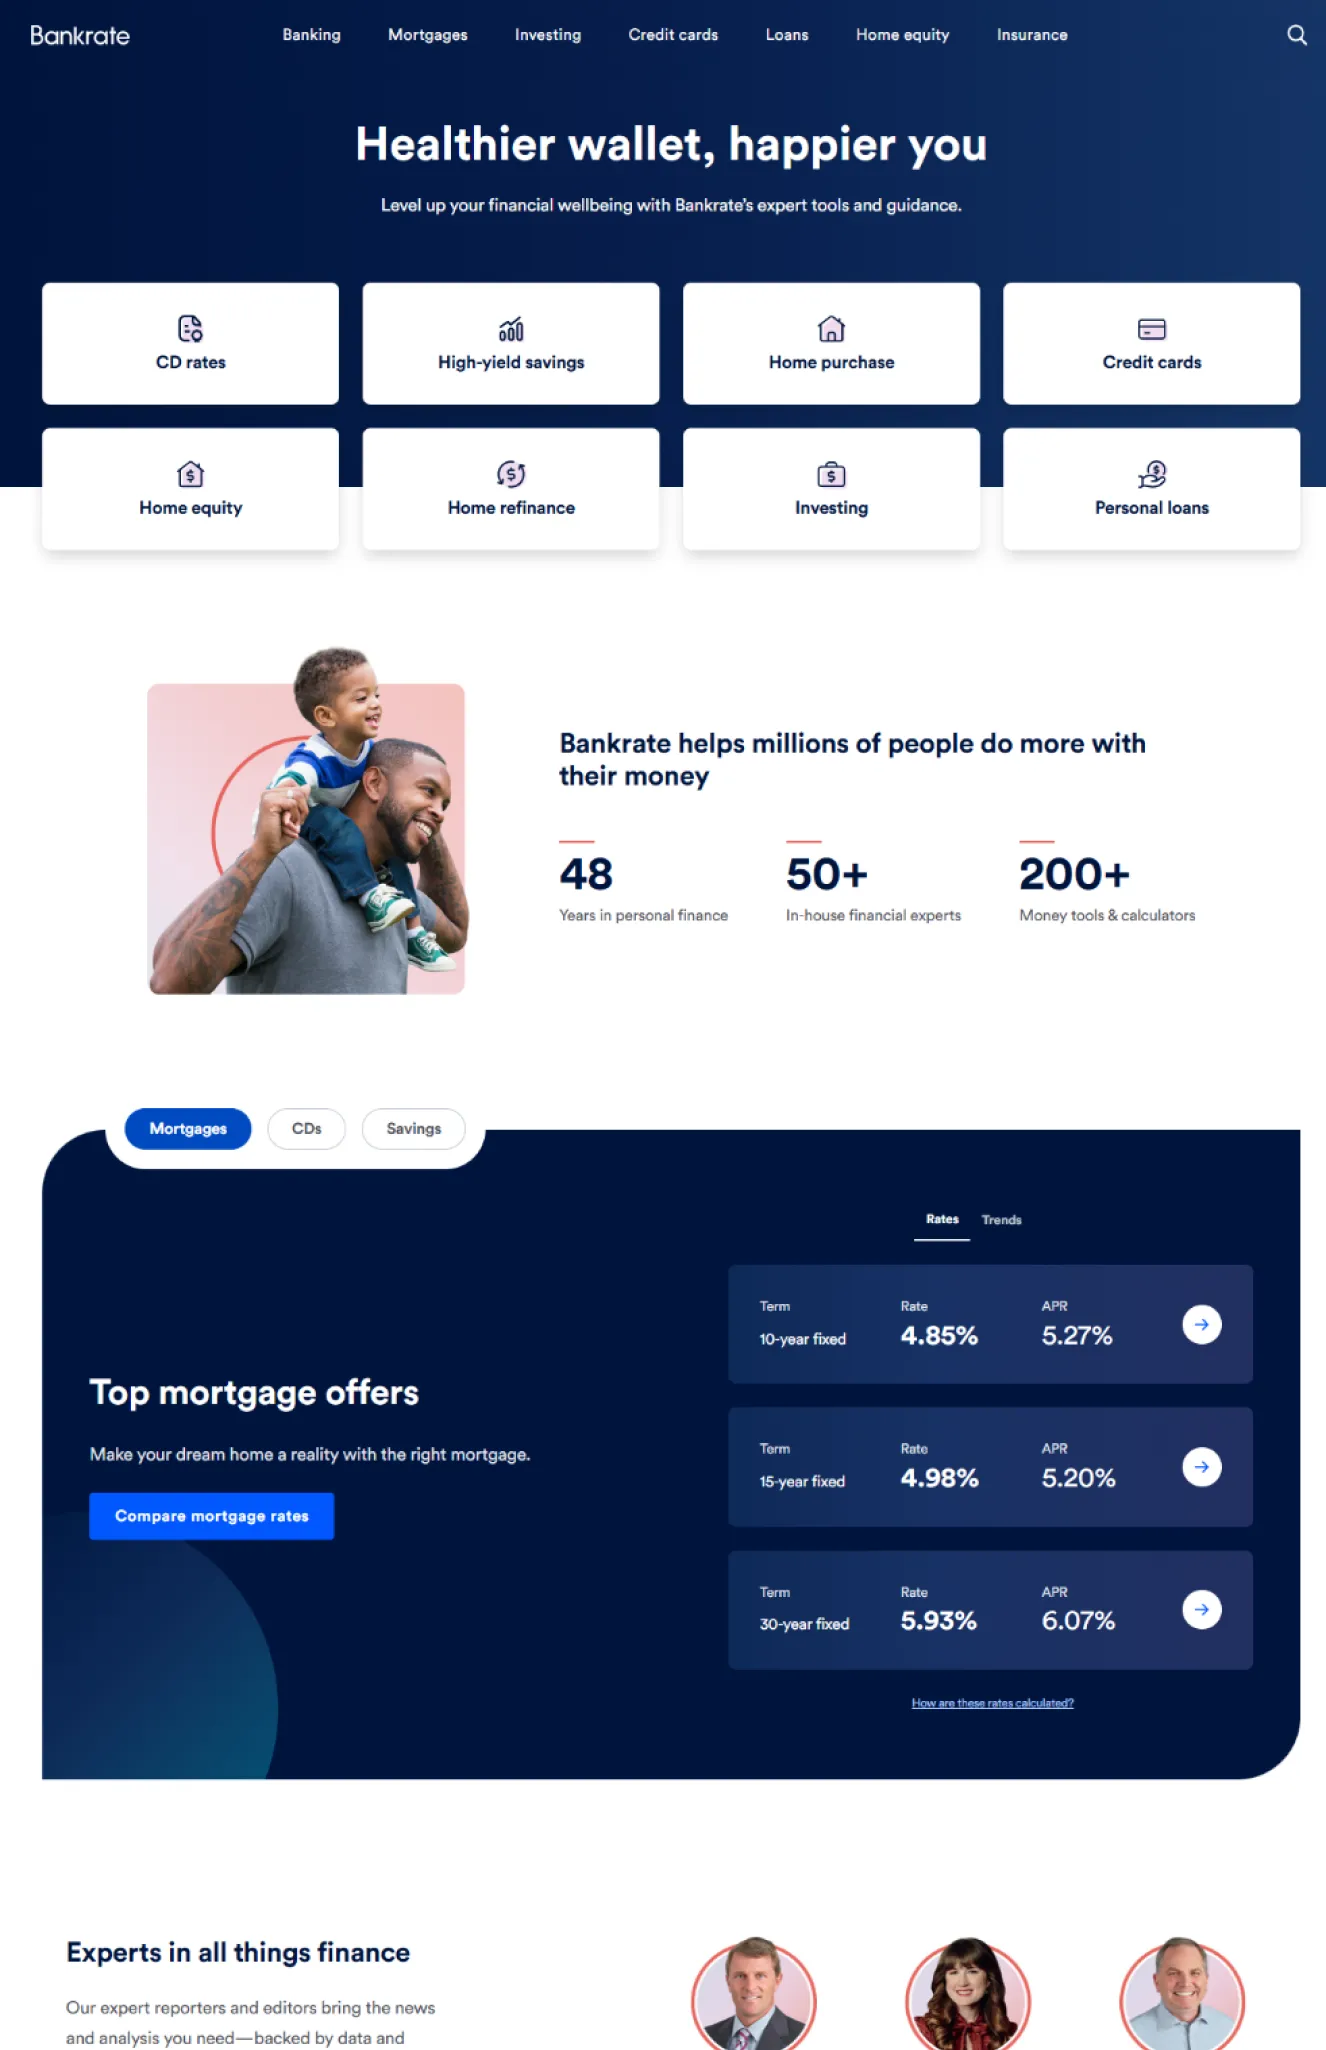 Bankrate
Banking Mortgages Investing Credit cards Loans Home equity Insurance
Healthier wallet, happier you
Level up your financial wellbeing with Bankrate's expert tools and guidance.
CD rates
High-yield savings
Home purchase
Credit cards
Home equity
Home refinance
Investing
Personal loans
Bankrate helps millions of people do more with
their money
48
Years in personal finance
50+
In-house financial experts
200+
Money tools & calculators
Mortgages CDs Savings
Top mortgage offers
Make your dream home a reality with the right mortgage.
Compare mortgage rates
Rates Trends
Term Rate APR
10-year fixed 4.85% 5.27%
Term Rate APR
15-year fixed 4.98% 5.20%
Term Rate APR
30-year fixed 5.93% 6.07%
How are these rates calculated?
Experts in all things finance
Our expert reporters and editors bring the news
and analysis you need—backed by data and